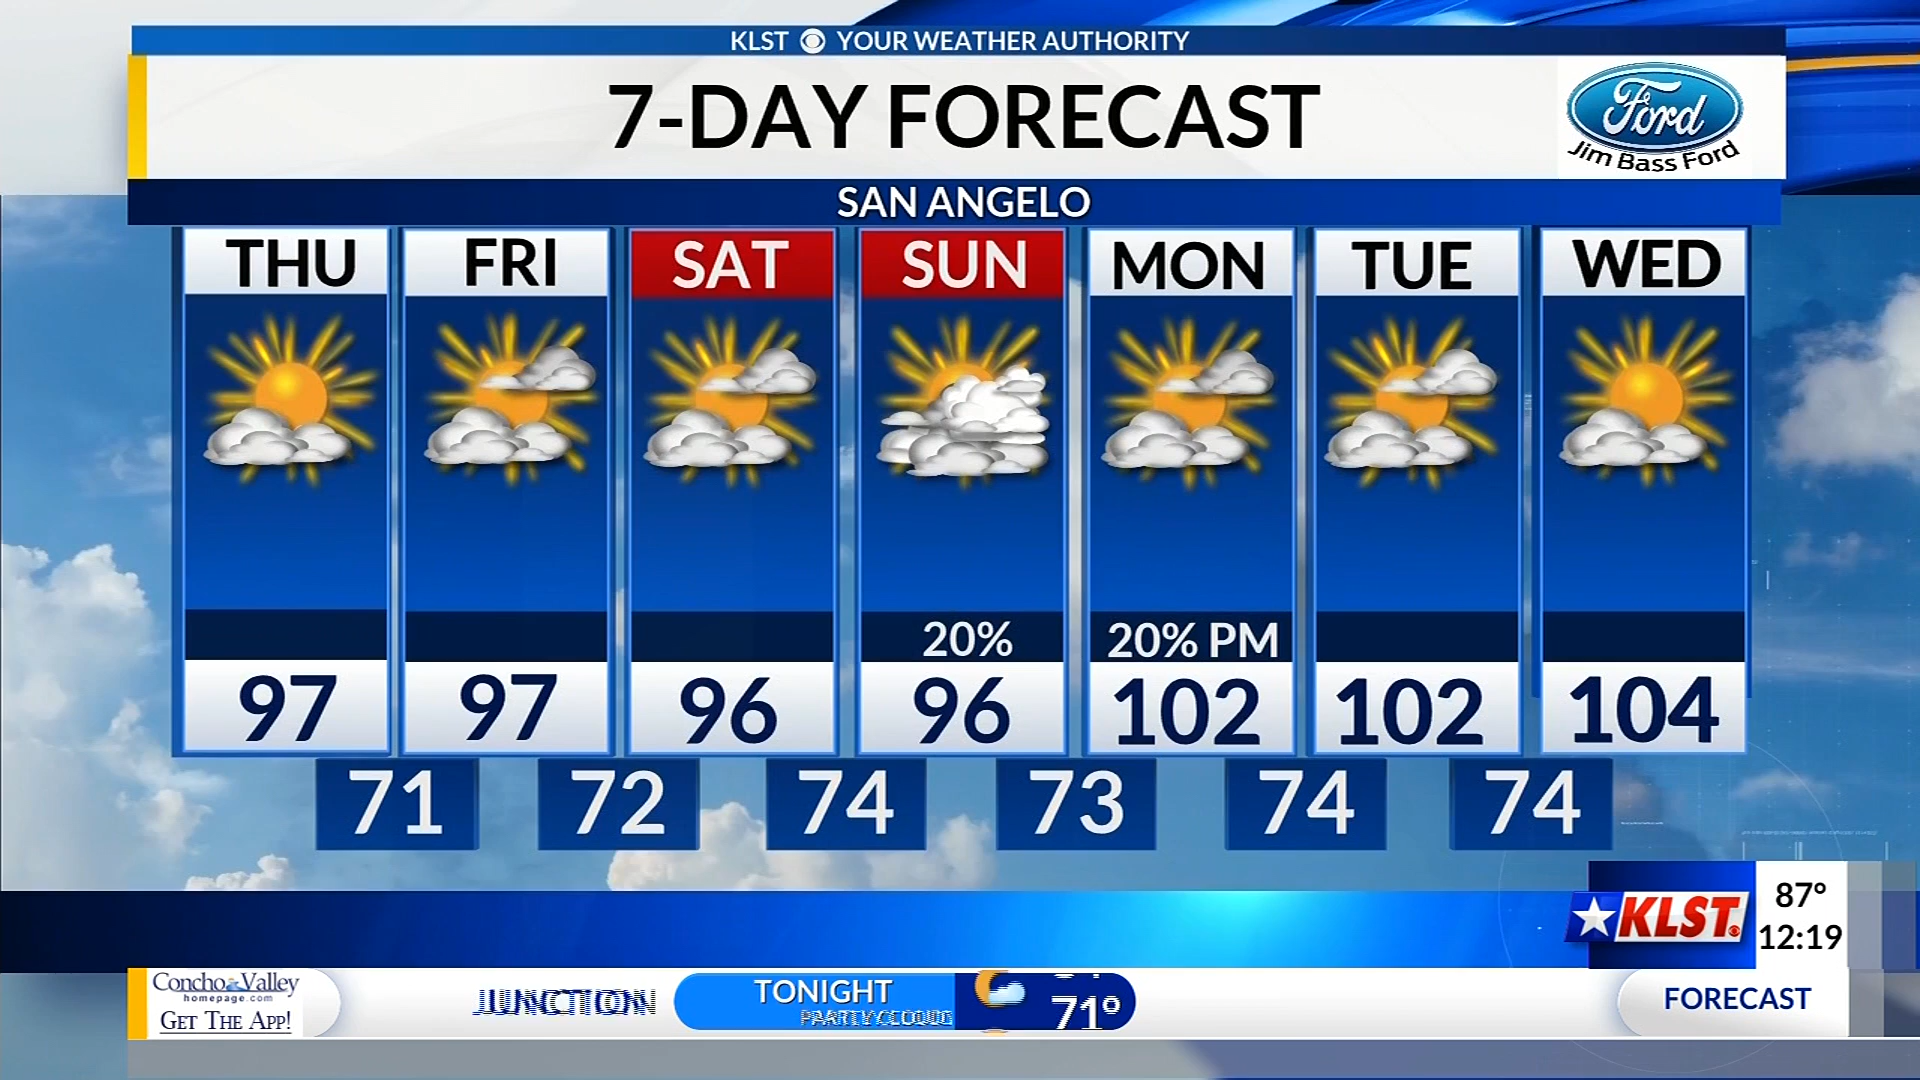 KLST YOUR WEATHER AUTHORITY
7-DAY FORECAST
Ford
Jim Bass Ford
SAN ANGELO
THU FRI SAT SUN MON TUE WED
20% 20% PM
97 97 96 96 102 102 104
71 72 74 73 74 74
KLST
87°
12:19
Concho Valley
homepage.com
GET THE APP!
JUNCTION
TONIGHT
71°
FORECAST